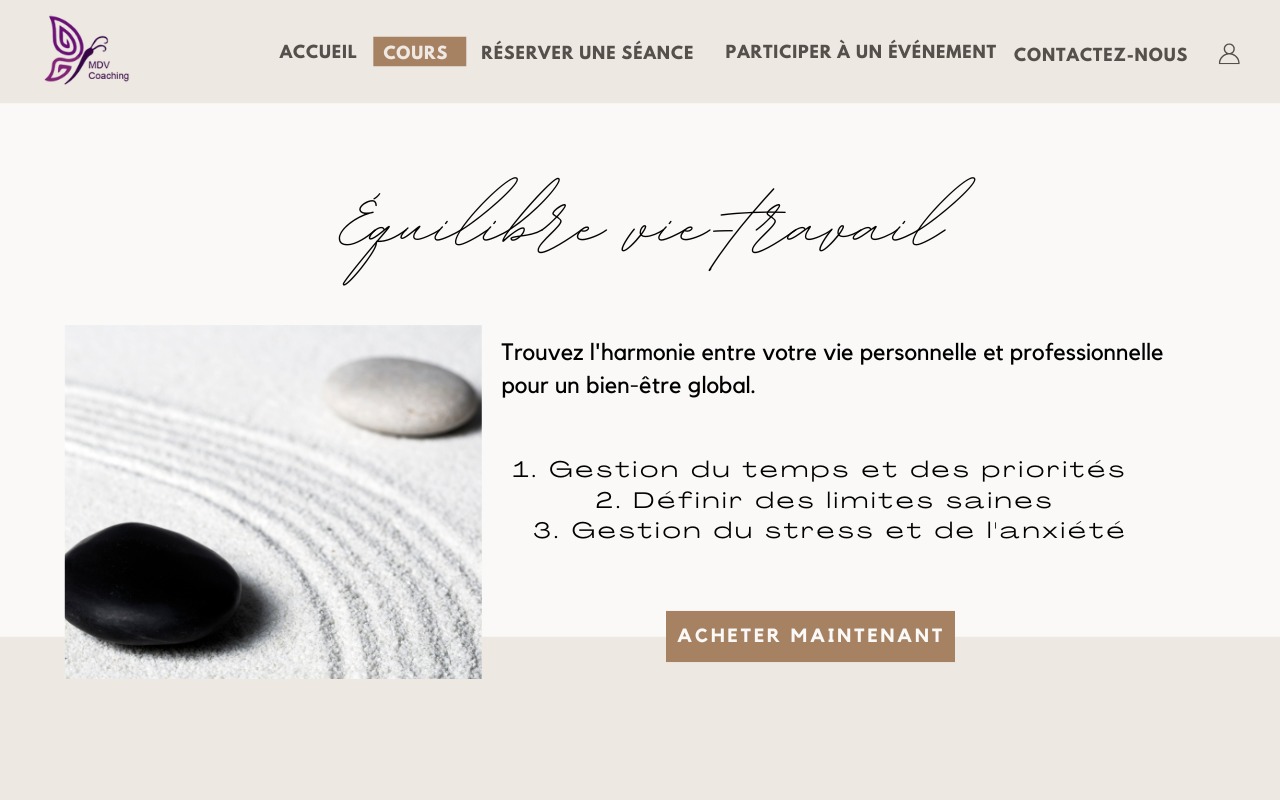 MDV
Coaching
ACCUEIL
COURS
RÉSERVER UNE SÉANCE
PARTICIPER À UN ÉVÉNEMENT
CONTACTEZ-NOUS
Équilibre vie-travail
Trouvez l'harmonie entre votre vie personnelle et professionnelle
pour un bien-être global.
1. Gestion du temps et des priorités
2. Définir des limites saines
3. Gestion du stress et de l'anxiété
ACHETER MAINTENANT